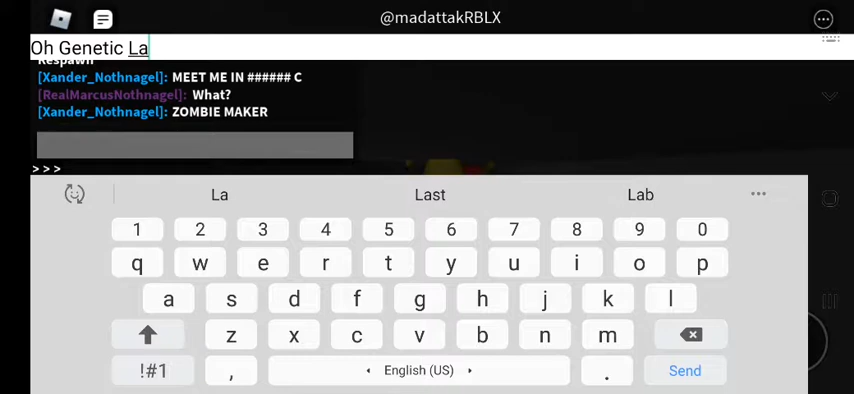 @madattakRBLX
Oh Genetic La
Respawn
[Xander_Nothnagel]: MEET ME IN ###### C
[RealMarcusNothnagel]: What?
[Xander_Nothnagel]: ZOMBIE MAKER
> > >
La Last Lab
1 2 3 4 5 6 7 8 9 0
q w e r t y u i o p
a s d f g h j k l
z x c v b n m
!#1 , English (US) . Send